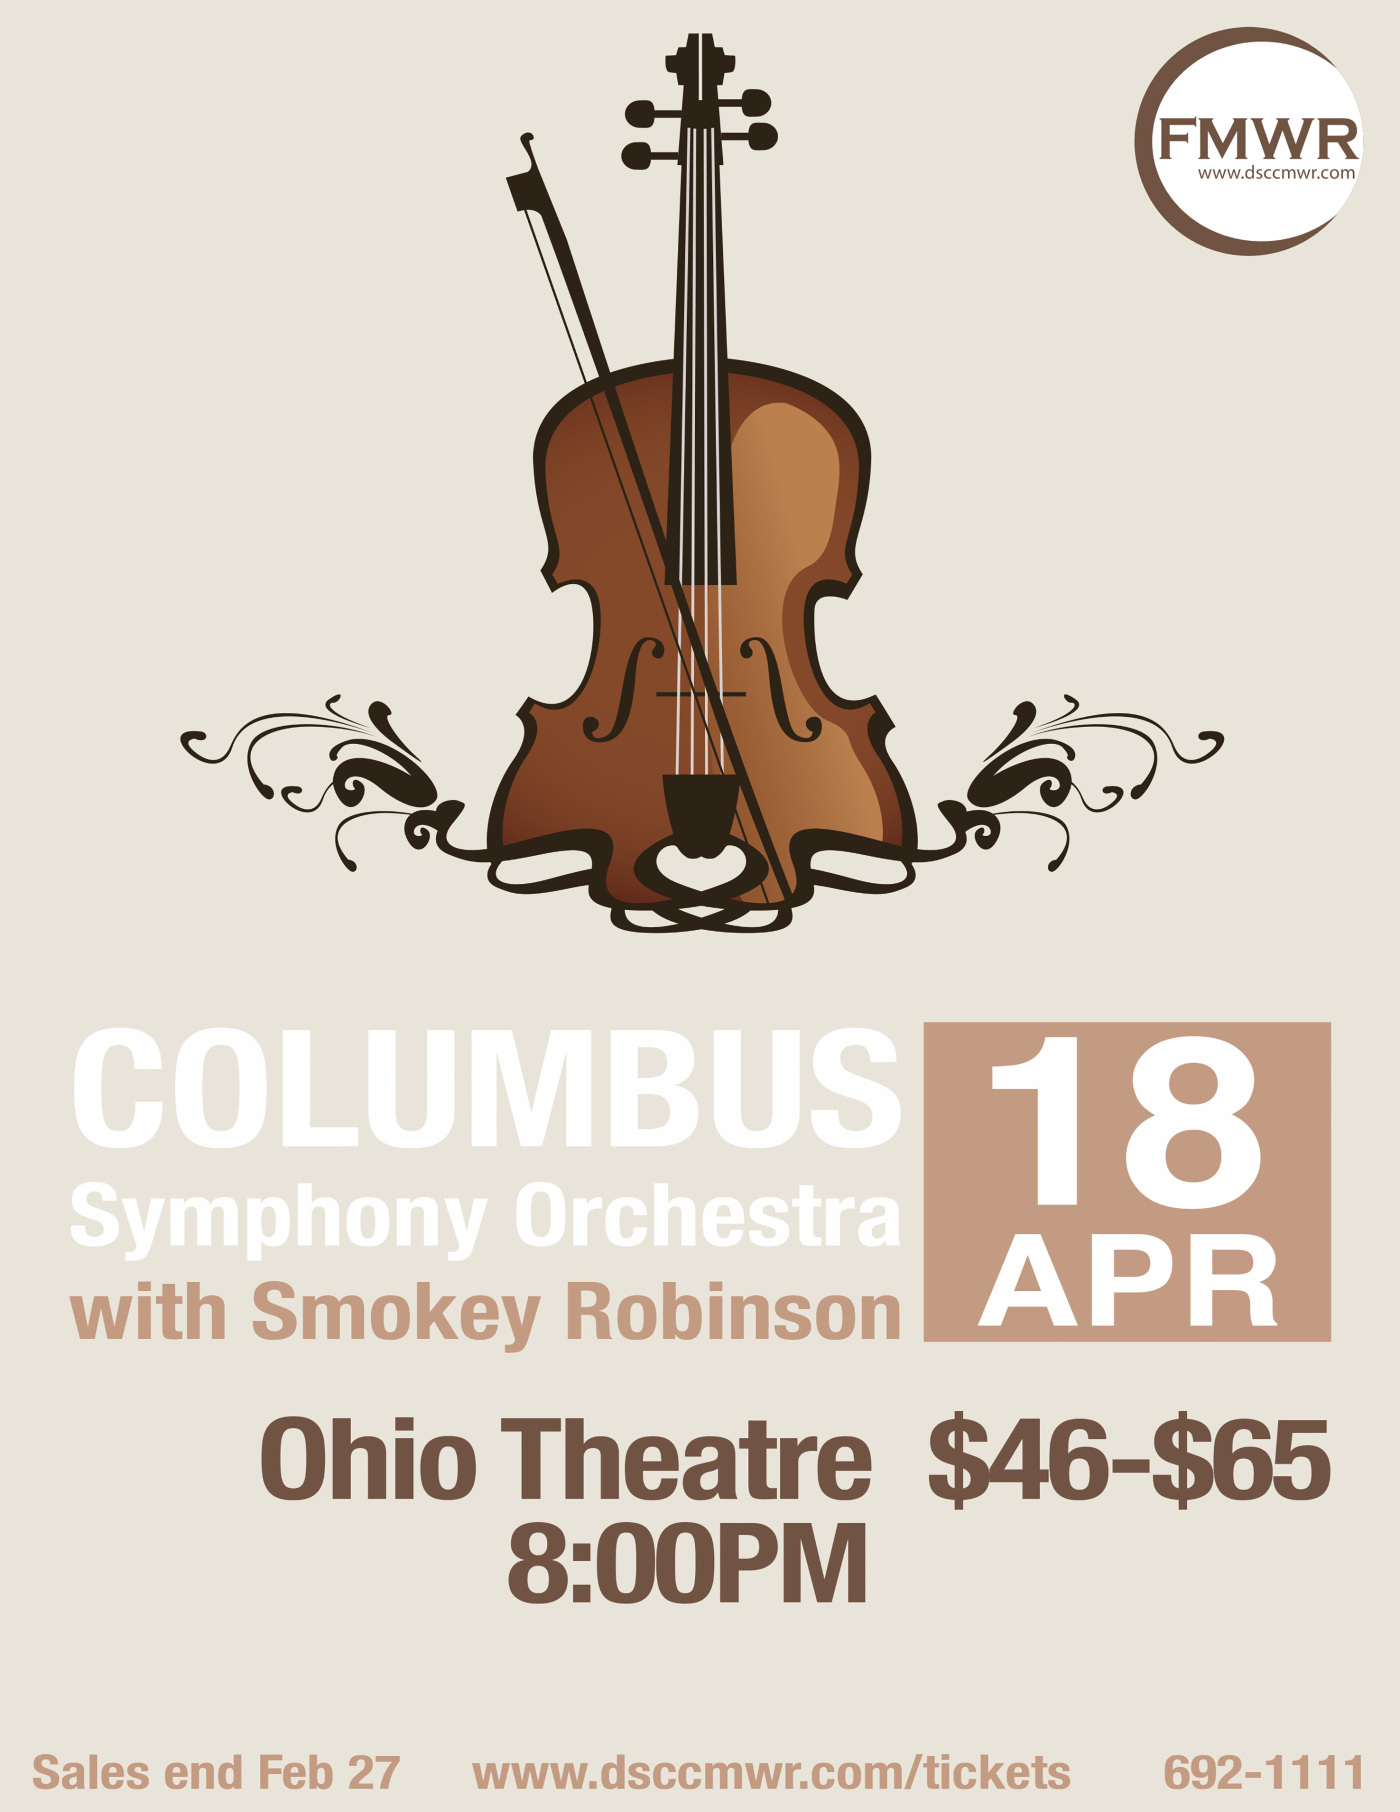 FMWR
www.dsccmwr.com
COLUMBUS
Symphony Orchestra
with Smokey Robinson
18
APR
Ohio Theatre $46-$65
8:00PM
Sales end Feb 27 www.dsccmwr.com/tickets 692-1111